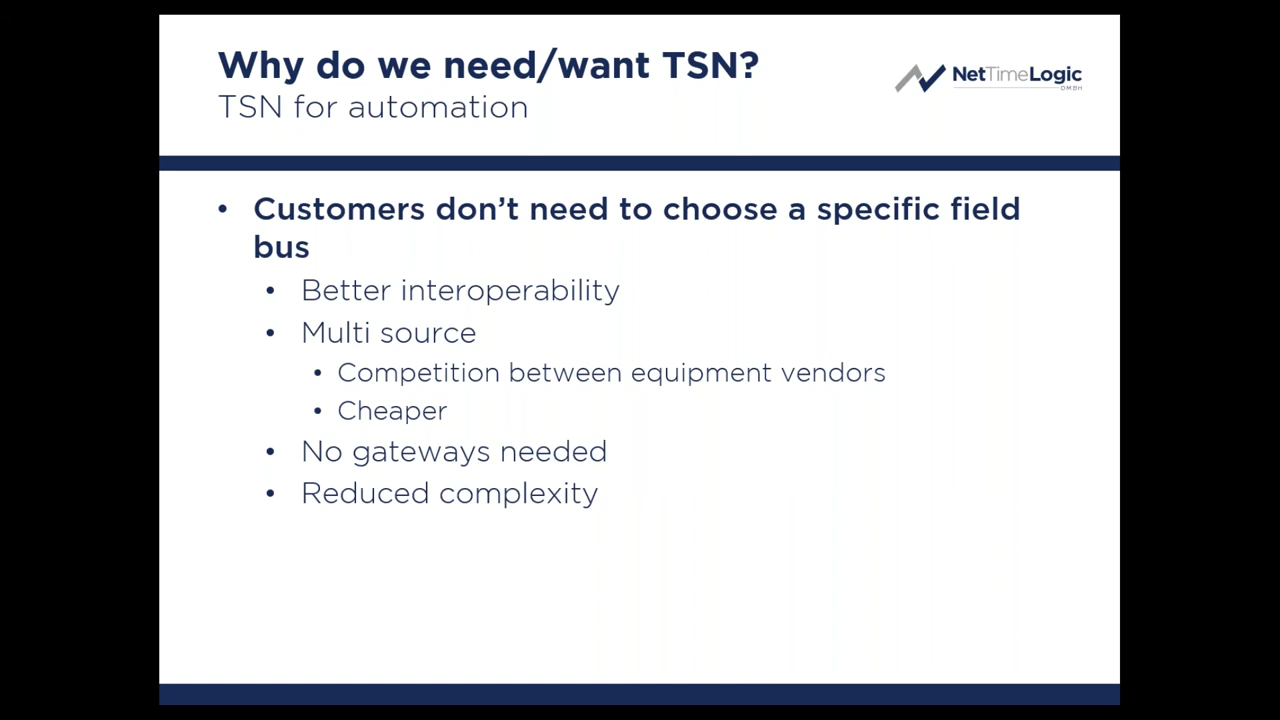 Why do we need/want TSN?
TSN for automation
NetTimeLogic
GMBH
• Customers don't need to choose a specific field
bus
• Better interoperability
• Multi source
• Competition between equipment vendors
• Cheaper
• No gateways needed
• Reduced complexity